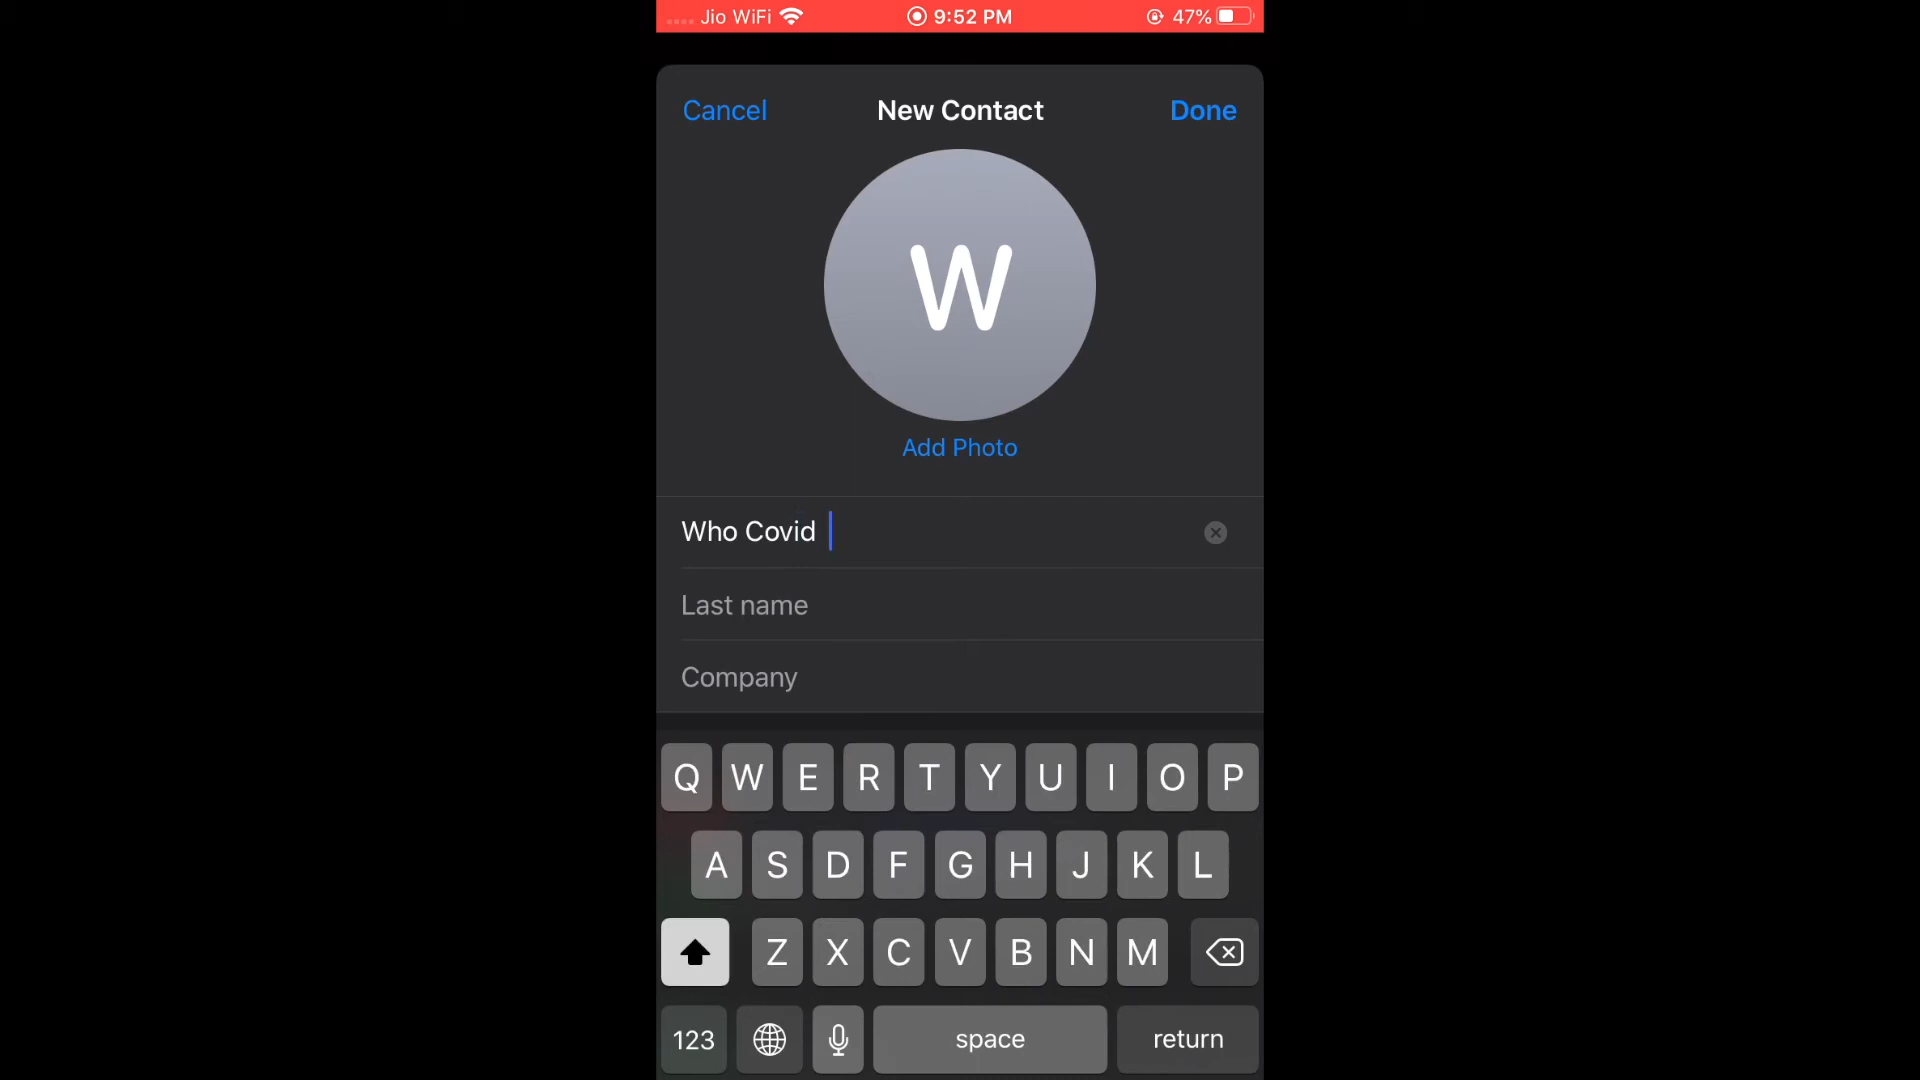 Jio WiFi 9:52 PM 47%
Cancel New Contact Done
W
Add Photo
Who Covid
Last name
Company
Q W E R T Y U I O P
A S D F G H J K L
Z X C V B N M
123 space return